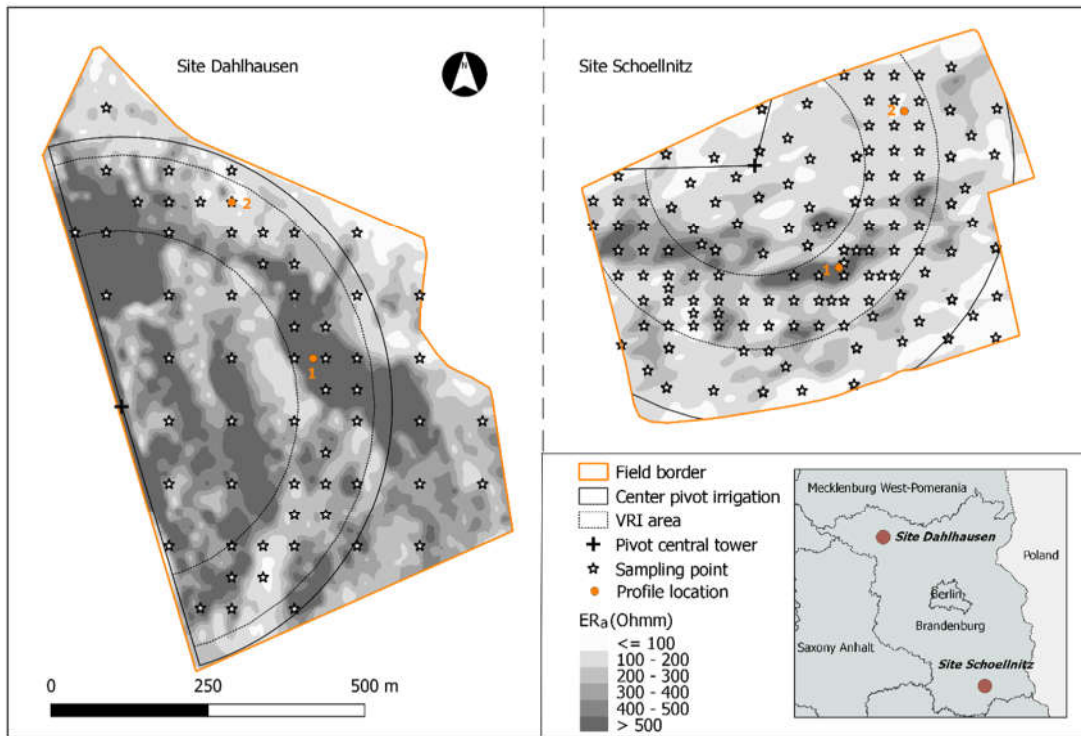 Site Dahlhausen
N
2
1
0
250
500 m
Site Schoellnitz
2
1
Field border
Center pivot irrigation
VRI area
Pivot central tower
Sampling point
Profile location
ERa (Ohmm)
<= 100
100 - 200
200 - 300
300 - 400
400 - 500
> 500
Mecklenburg West-Pomerania
Site Dahlhausen
Poland
Berlin
Brandenburg
Saxony Anhalt
Site Schoellnitz